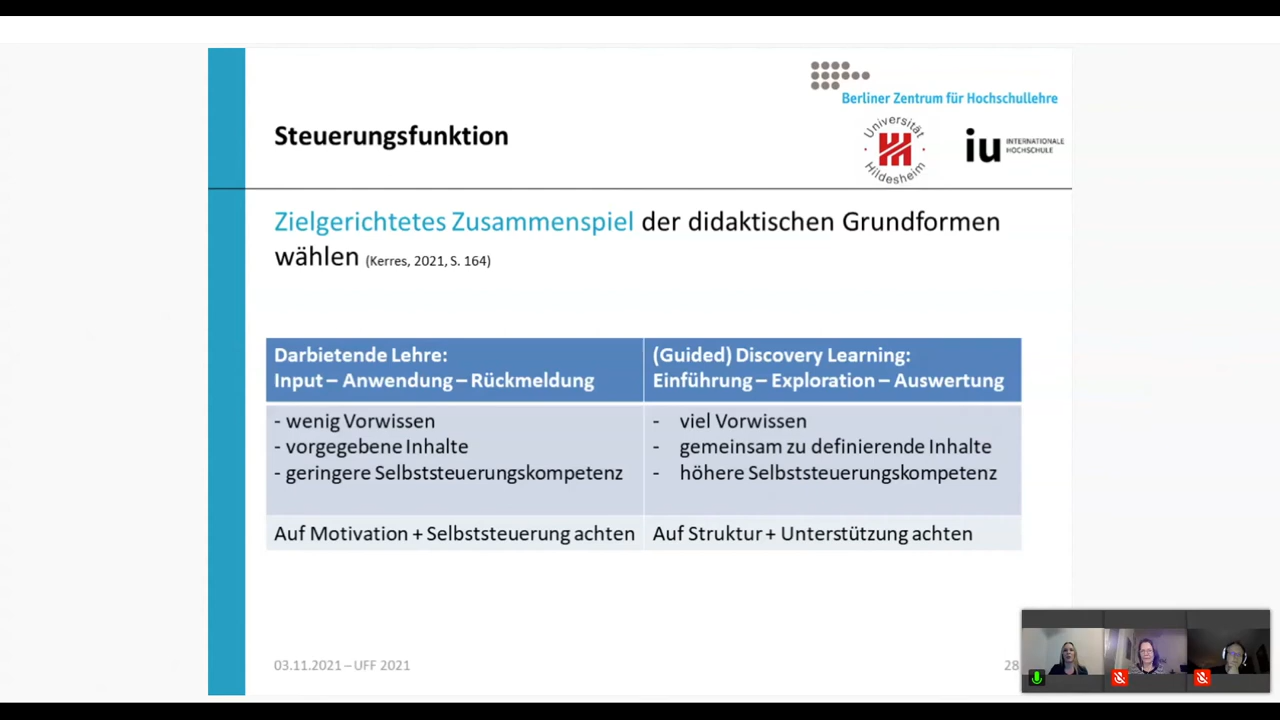 Berliner Zentrum für Hochschullehre
Steuerungsfunktion
Universität Hildesheim
iu INTERNATIONALE HOCHSCHULE
Zielgerichtetes Zusammenspiel der didaktischen Grundformen
wählen (Kerres, 2021, S. 164)
Darbietende Lehre:
Input – Anwendung – Rückmeldung
- wenig Vorwissen
- vorgegebene Inhalte
- geringere Selbststeuerungskompetenz
Auf Motivation + Selbststeuerung achten
(Guided) Discovery Learning:
Einführung – Exploration – Auswertung
- viel Vorwissen
- gemeinsam zu definierende Inhalte
- höhere Selbststeuerungskompetenz
Auf Struktur + Unterstützung achten
03.11.2021 – UFF 2021
28